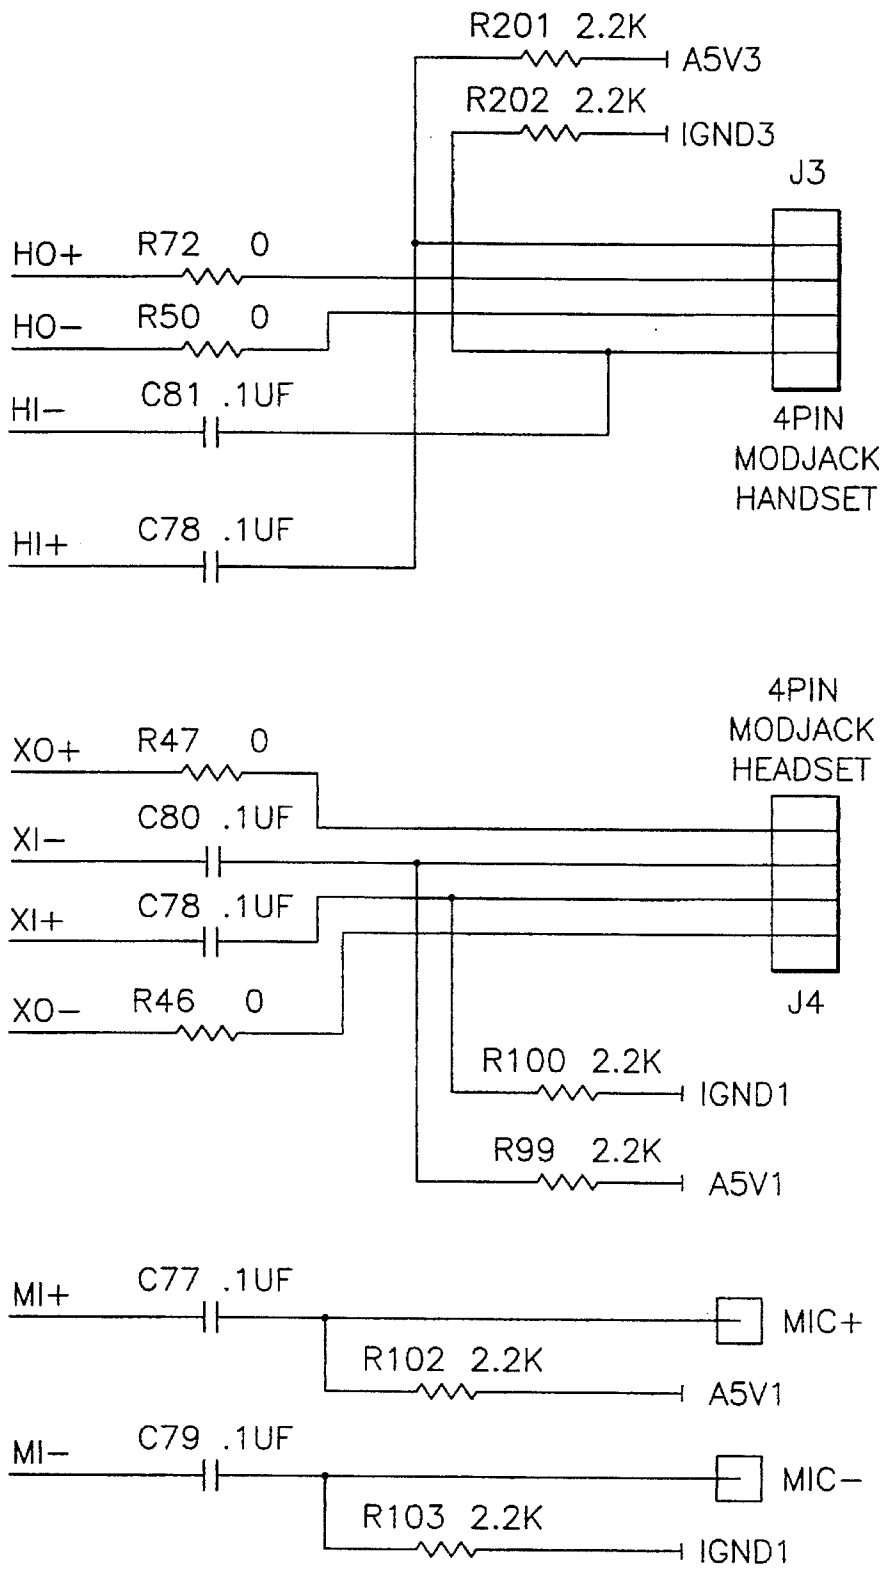 R201 2.2K
A5V3
R202 2.2K
IGND3
J3
HO+ R72 0
HO- R50 0
HI- C81 .1UF
4PIN
MODJACK
HANDSET
HI+ C78 .1UF
4PIN
MODJACK
HEADSET
XO+ R47 0
XI- C80 .1UF
XI+ C78 .1UF
XO- R46 0
J4
R100 2.2K
IGND1
R99 2.2K
A5V1
MI+ C77 .1UF
MIC+
R102 2.2K
A5V1
MI- C79 .1UF
MIC-
R103 2.2K
IGND1